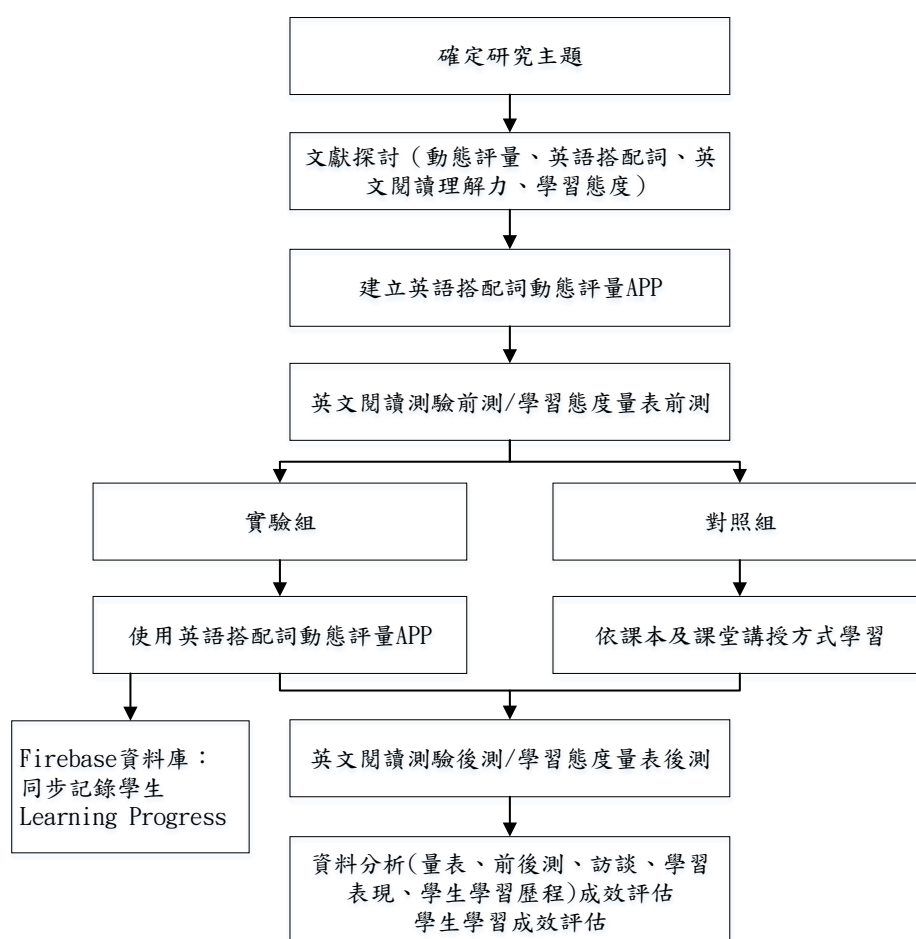 確定研究主題
文獻探討（動態評量、英語搭配詞、英
文閱讀理解力、學習態度）
建立英語搭配詞動態評量APP
英文閱讀測驗前測/學習態度量表前測
實驗組
對照組
使用英語搭配詞動態評量APP
依課本及課堂講授方式學習
Firebase資料庫：
同步記錄學生
Learning Progress
英文閱讀測驗後測/學習態度量表後測
資料分析(量表、前後測、訪談、學習
表現、學生學習歷程)成效評估
學生學習成效評估